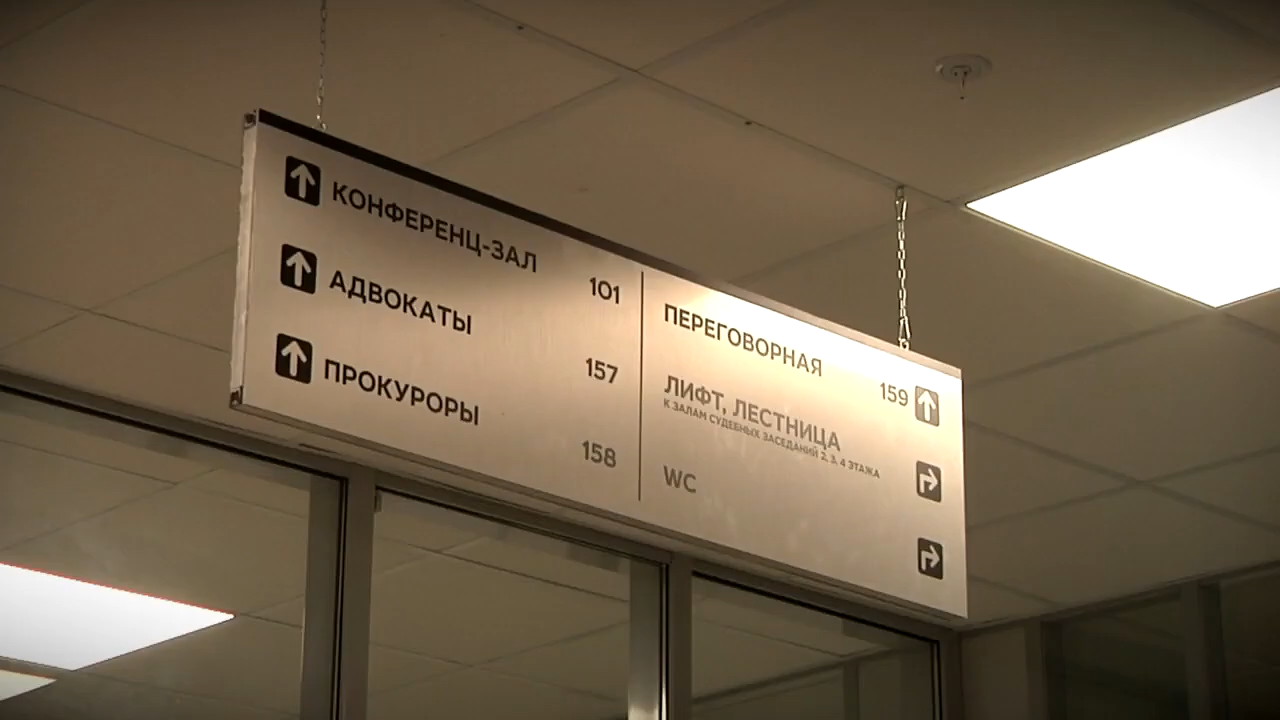 КОНФЕРЕНЦ-ЗАЛ 101
АДВОКАТЫ 157
ПРОКУРОРЫ 158
ПЕРЕГОВОРНАЯ 159
ЛИФТ, ЛЕСТНИЦА
К ЗАЛАМ СУДЕБНЫХ ЗАСЕДАНИЙ 2, 3, 4 ЭТАЖА
WC